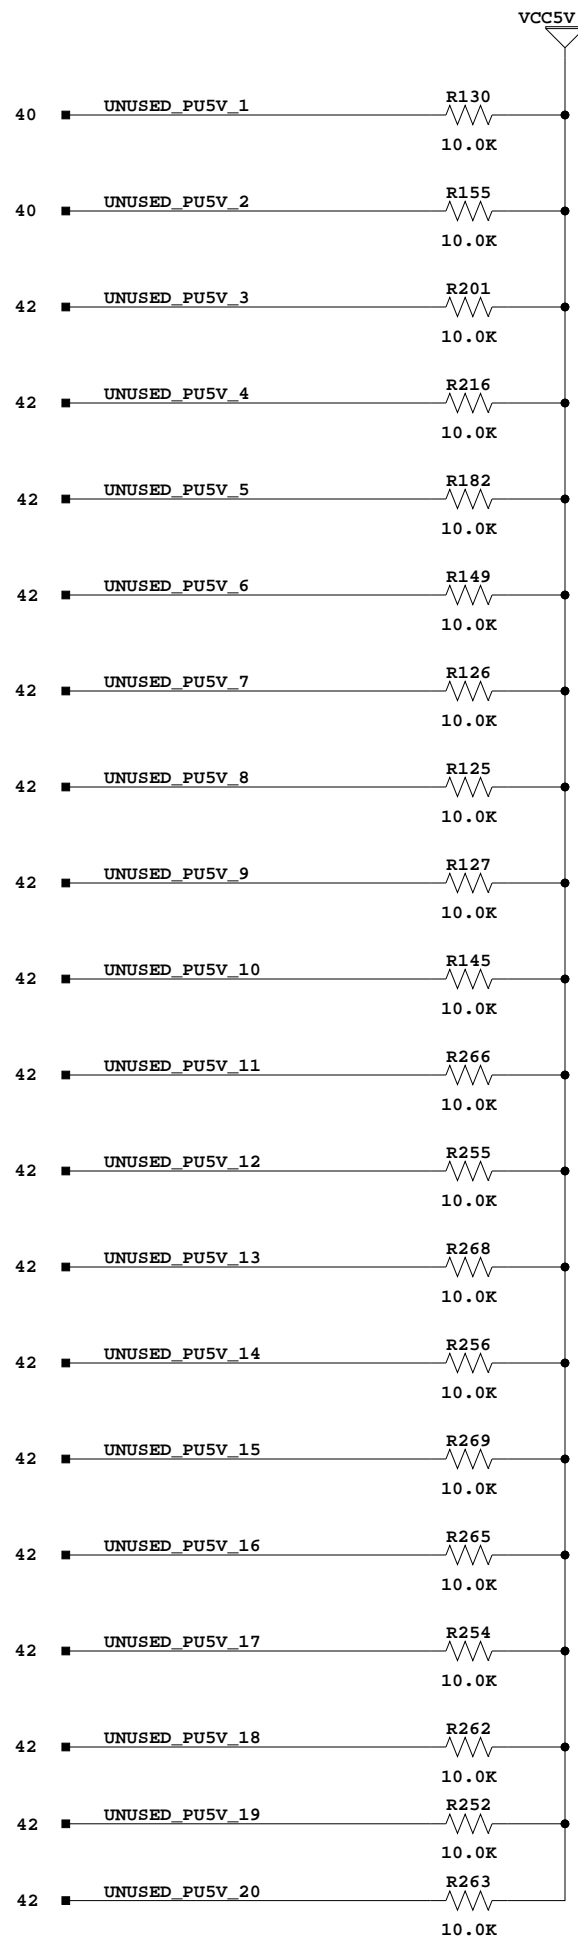 VCC5V
40 UNUSED_PU5V_1 R130
10.0K
40 UNUSED_PU5V_2 R155
10.0K
42 UNUSED_PU5V_3 R201
10.0K
42 UNUSED_PU5V_4 R216
10.0K
42 UNUSED_PU5V_5 R182
10.0K
42 UNUSED_PU5V_6 R149
10.0K
42 UNUSED_PU5V_7 R126
10.0K
42 UNUSED_PU5V_8 R125
10.0K
42 UNUSED_PU5V_9 R127
10.0K
42 UNUSED_PU5V_10 R145
10.0K
42 UNUSED_PU5V_11 R266
10.0K
42 UNUSED_PU5V_12 R255
10.0K
42 UNUSED_PU5V_13 R268
10.0K
42 UNUSED_PU5V_14 R256
10.0K
42 UNUSED_PU5V_15 R269
10.0K
42 UNUSED_PU5V_16 R265
10.0K
42 UNUSED_PU5V_17 R254
10.0K
42 UNUSED_PU5V_18 R262
10.0K
42 UNUSED_PU5V_19 R252
10.0K
42 UNUSED_PU5V_20 R263
10.0K